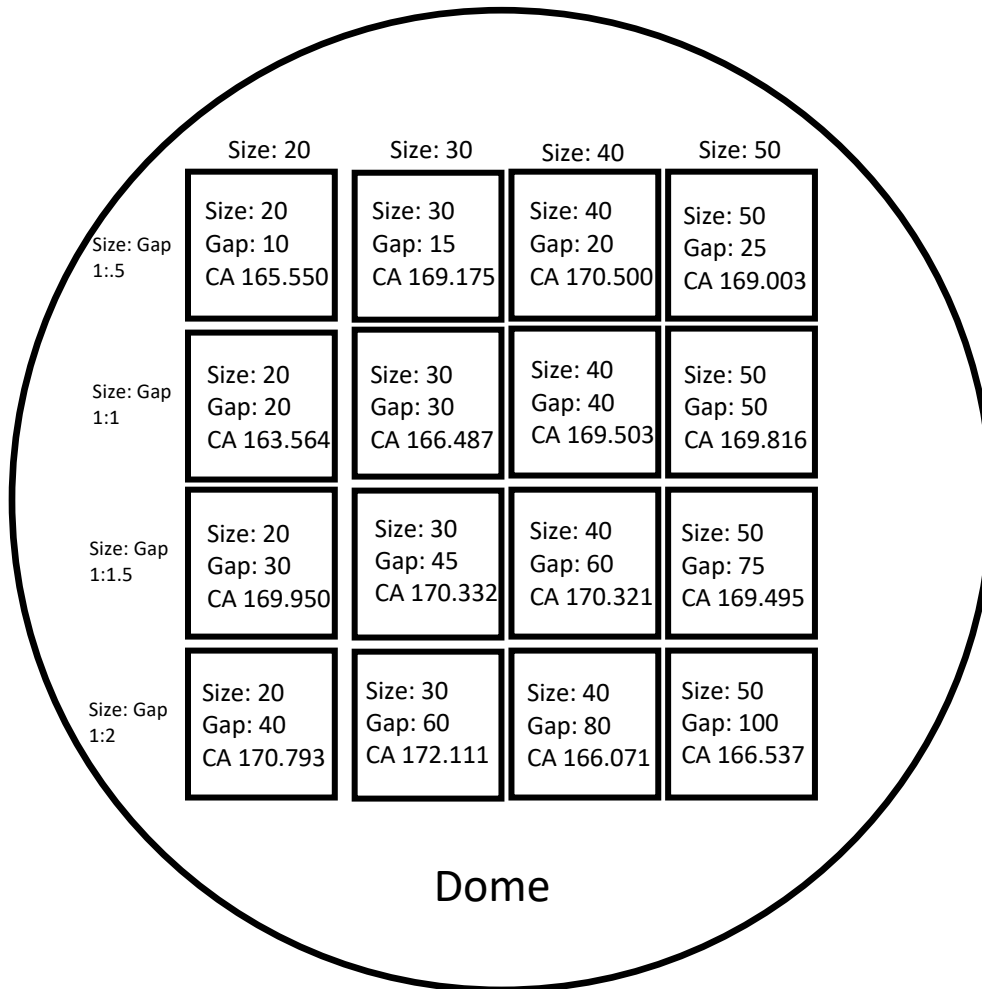 Size: 20
Size: 30
Size: 40
Size: 50
Size: Gap
1:.5
Size: 20
Gap: 10
CA 165.550
Size: 30
Gap: 15
CA 169.175
Size: 40
Gap: 20
CA 170.500
Size: 50
Gap: 25
CA 169.003
Size: Gap
1:1
Size: 20
Gap: 20
CA 163.564
Size: 30
Gap: 30
CA 166.487
Size: 40
Gap: 40
CA 169.503
Size: 50
Gap: 50
CA 169.816
Size: Gap
1:1.5
Size: 20
Gap: 30
CA 169.950
Size: 30
Gap: 45
CA 170.332
Size: 40
Gap: 60
CA 170.321
Size: 50
Gap: 75
CA 169.495
Size: Gap
1:2
Size: 20
Gap: 40
CA 170.793
Size: 30
Gap: 60
CA 172.111
Size: 40
Gap: 80
CA 166.071
Size: 50
Gap: 100
CA 166.537
Dome